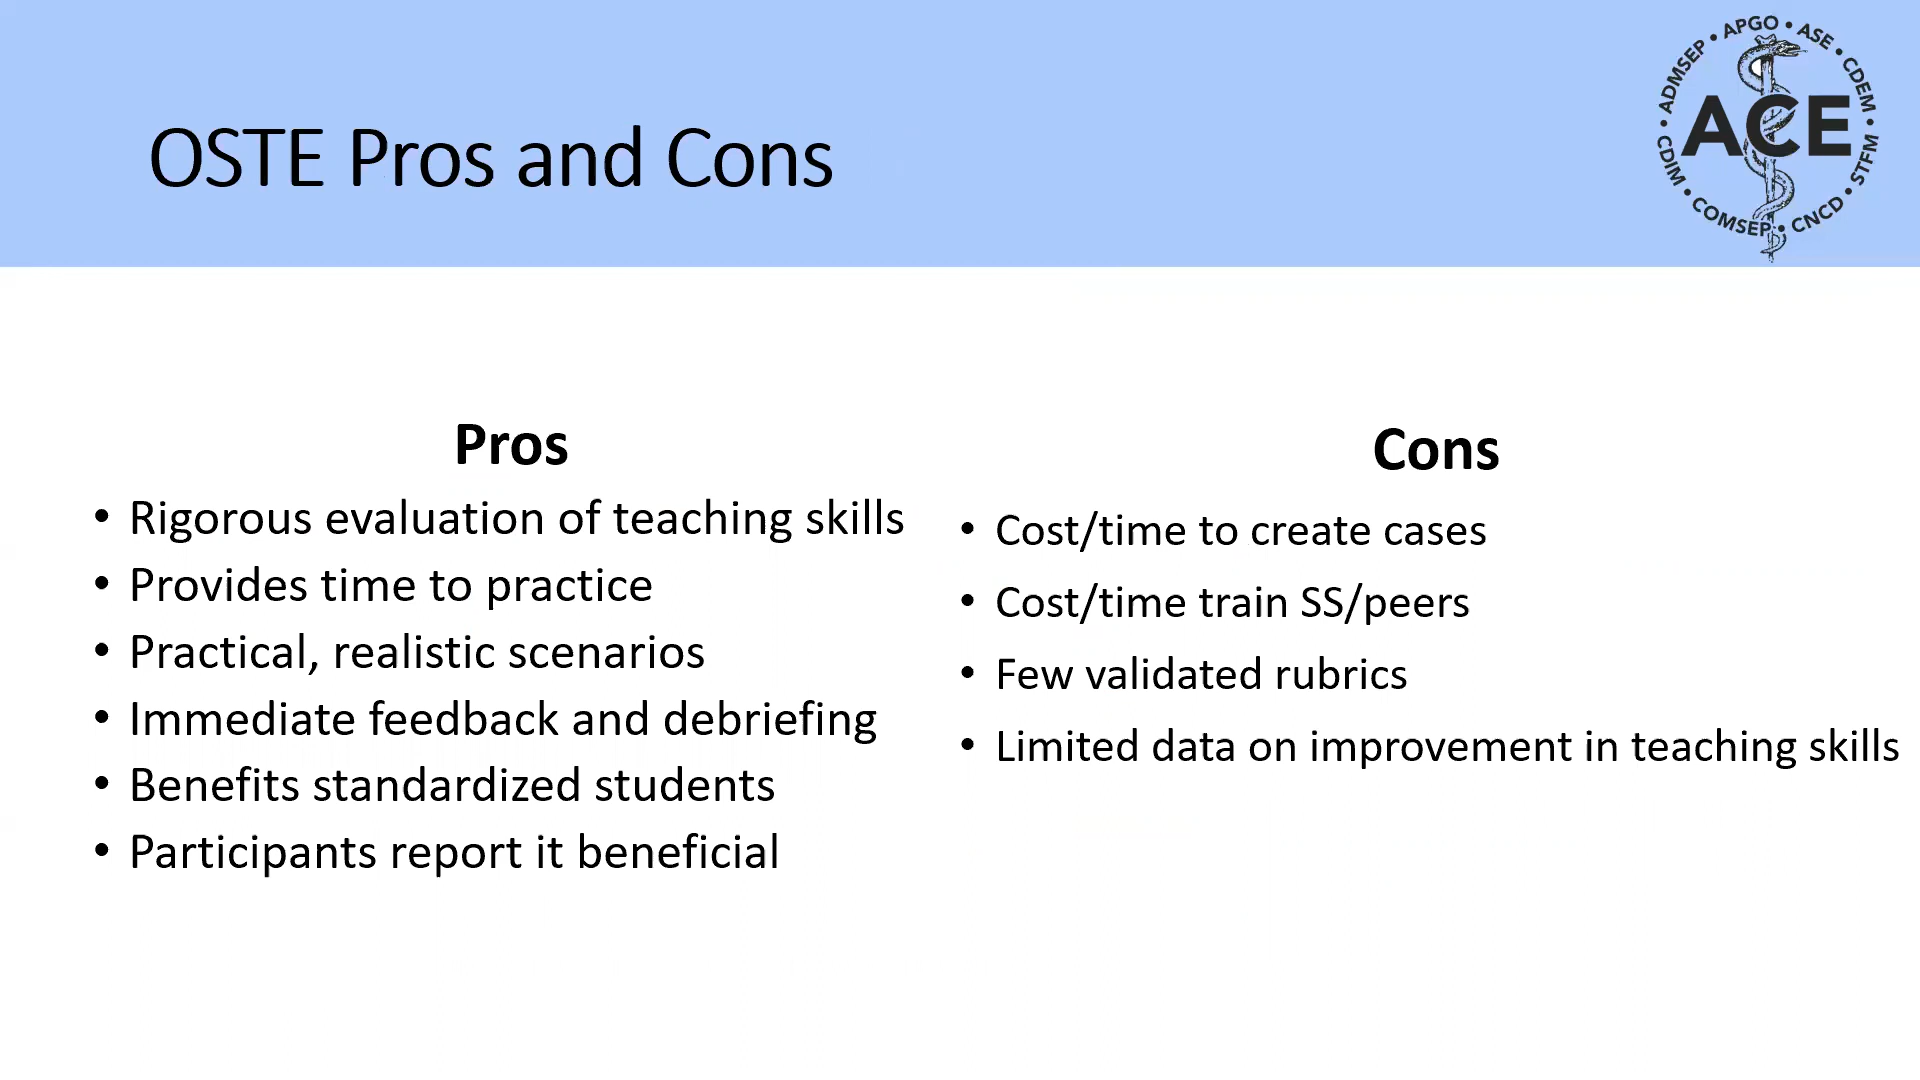 OSTE Pros and Cons
ADMSEP • APGO • ASE • CDEM • STFM • CNCD • COMSEP • CDIM •
ACE
Pros
• Rigorous evaluation of teaching skills
• Provides time to practice
• Practical, realistic scenarios
• Immediate feedback and debriefing
• Benefits standardized students
• Participants report it beneficial
Cons
• Cost/time to create cases
• Cost/time train SS/peers
• Few validated rubrics
• Limited data on improvement in teaching skills